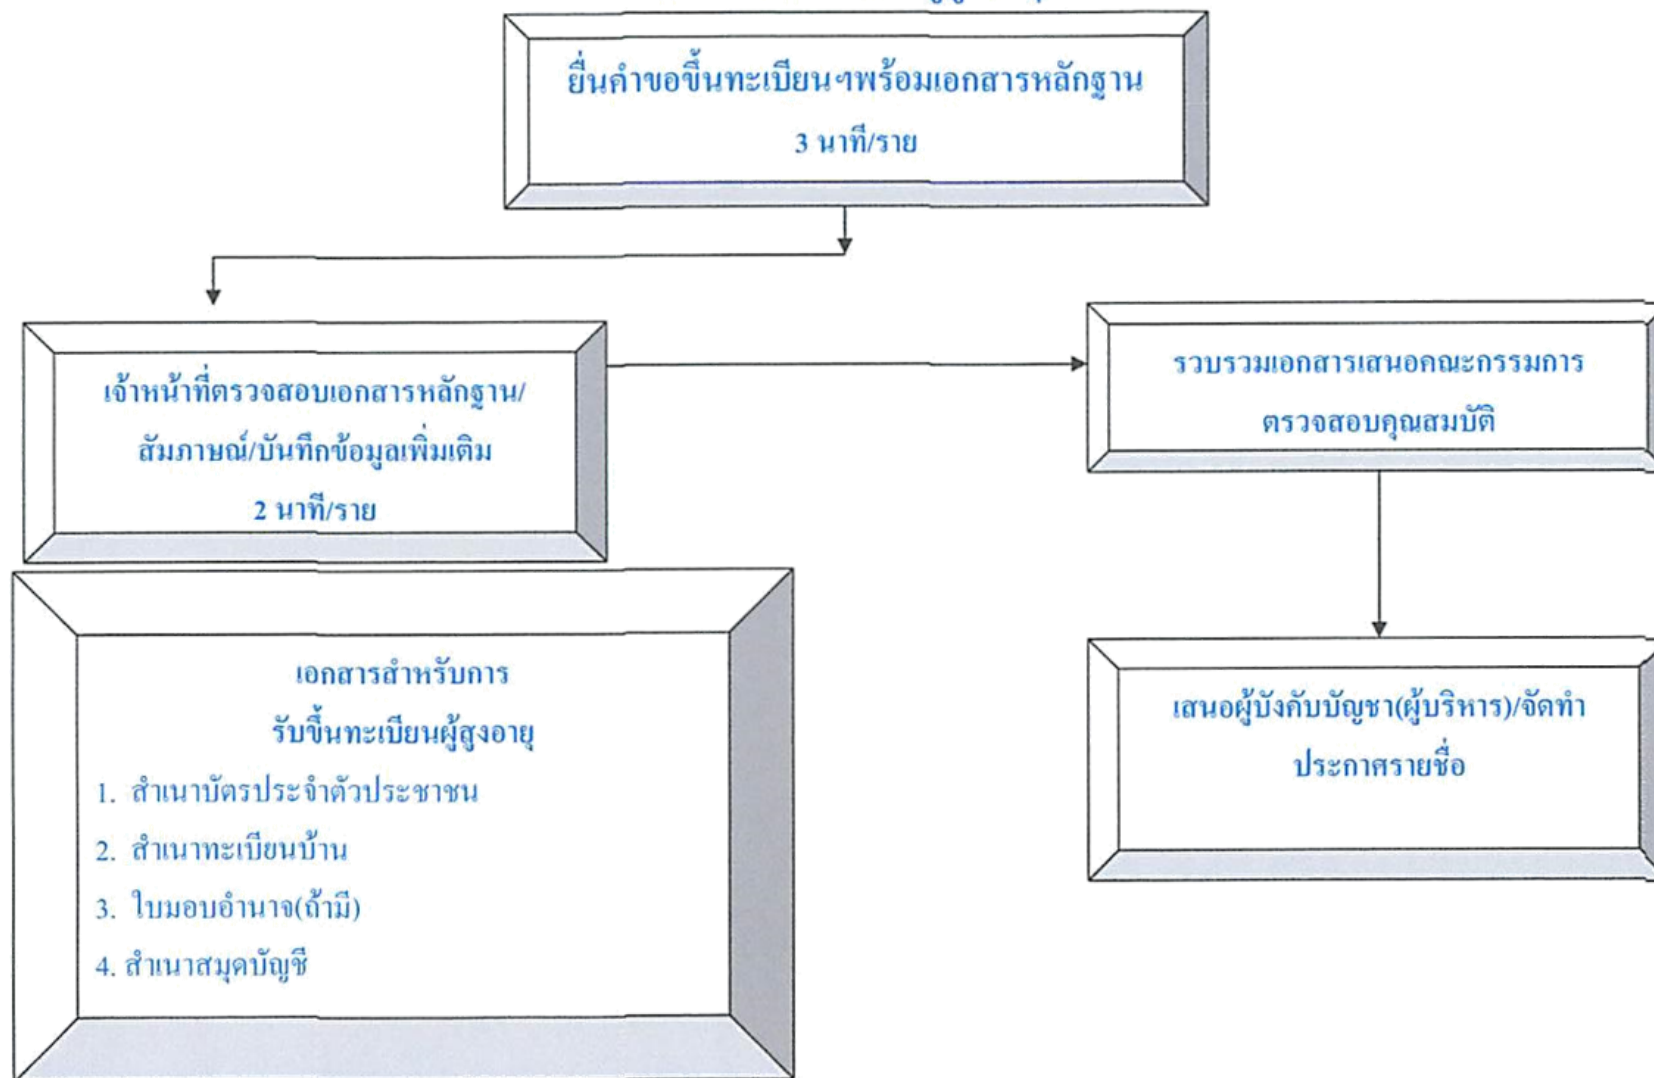 ยื่นคำขอขึ้นทะเบียนฯพร้อมเอกสารหลักฐาน
3 นาที/ราย
เจ้าหน้าที่ตรวจสอบเอกสารหลักฐาน/
สัมภาษณ์/บันทึกข้อมูลเพิ่มเติม
2 นาที/ราย
รวบรวมเอกสารเสนอคณะกรรมการ
ตรวจสอบคุณสมบัติ
เสนอผู้บังคับบัญชา(ผู้บริหาร)/จัดทำ
ประกาศรายชื่อ
เอกสารสำหรับการ
รับขึ้นทะเบียนผู้สูงอายุ
1. สำเนาบัตรประจำตัวประชาชน
2. สำเนาทะเบียนบ้าน
3. ใบมอบอำนาจ(ถ้ามี)
4. สำเนาสมุดบัญชี